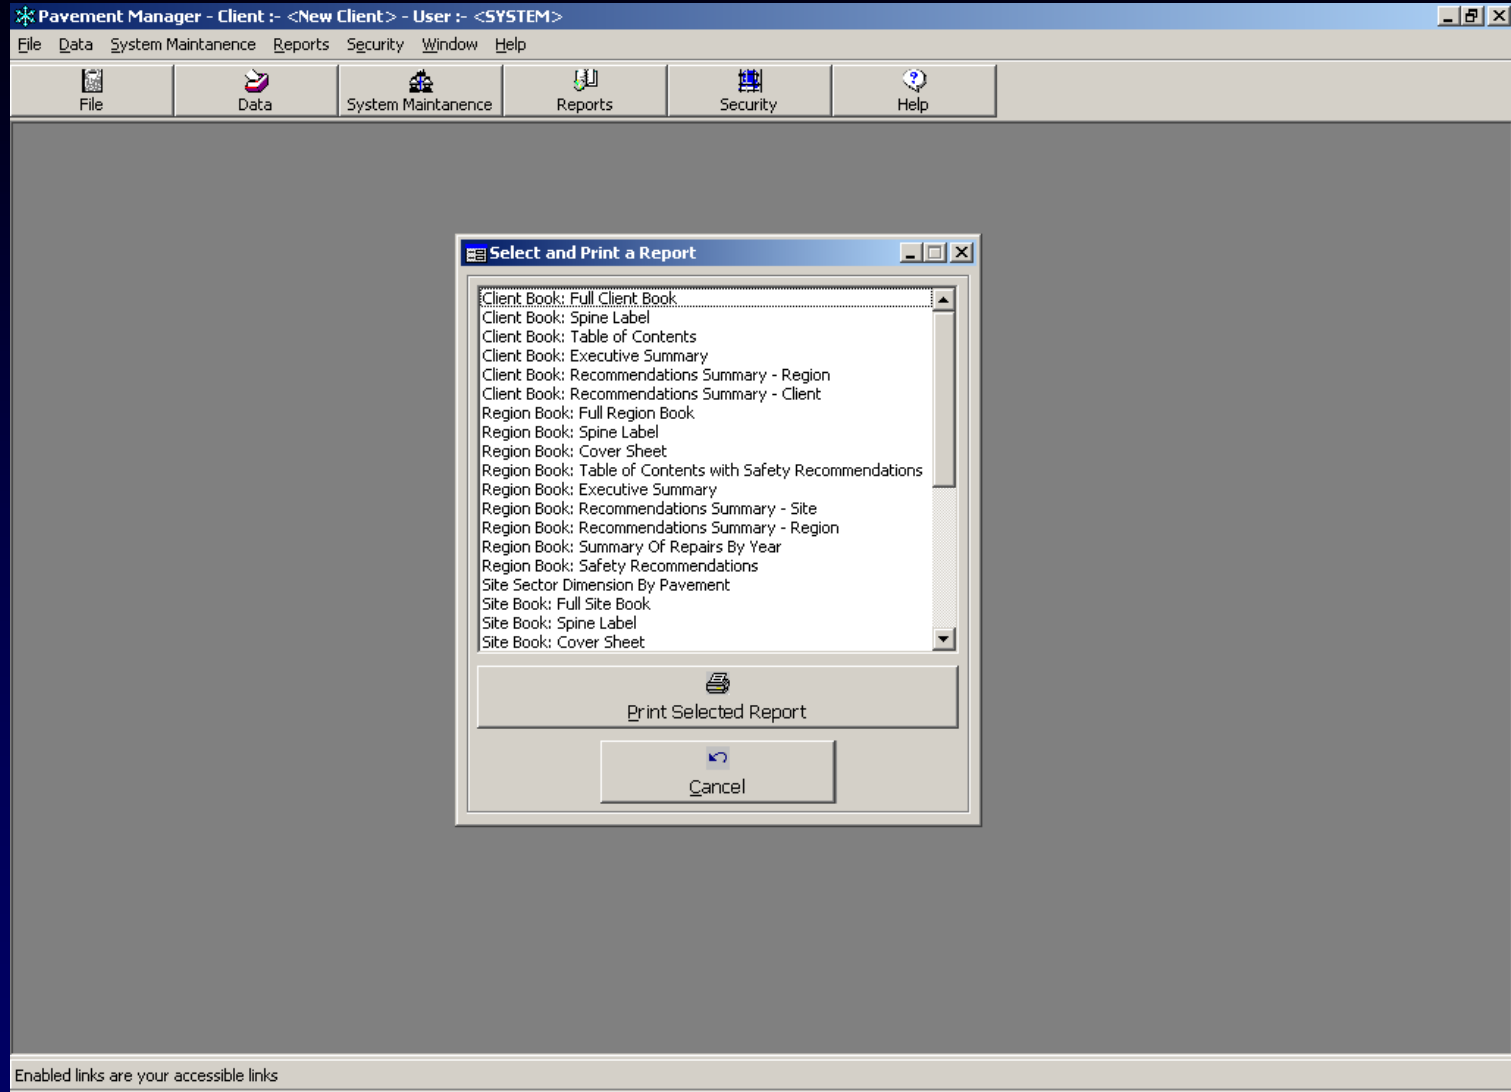 Pavement Manager - Client :- <New Client> - User :- <SYSTEM>
File Data System Maintanence Reports Security Window Help
File Data System Maintanence Reports Security Help
Select and Print a Report
Client Book: Full Client Book
Client Book: Spine Label
Client Book: Table of Contents
Client Book: Executive Summary
Client Book: Recommendations Summary - Region
Client Book: Recommendations Summary - Client
Region Book: Full Region Book
Region Book: Spine Label
Region Book: Cover Sheet
Region Book: Table of Contents with Safety Recommendations
Region Book: Executive Summary
Region Book: Recommendations Summary - Site
Region Book: Recommendations Summary - Region
Region Book: Summary Of Repairs By Year
Region Book: Safety Recommendations
Site Sector Dimension By Pavement
Site Book: Full Site Book
Site Book: Spine Label
Site Book: Cover Sheet
Print Selected Report
Cancel
Enabled links are your accessible links